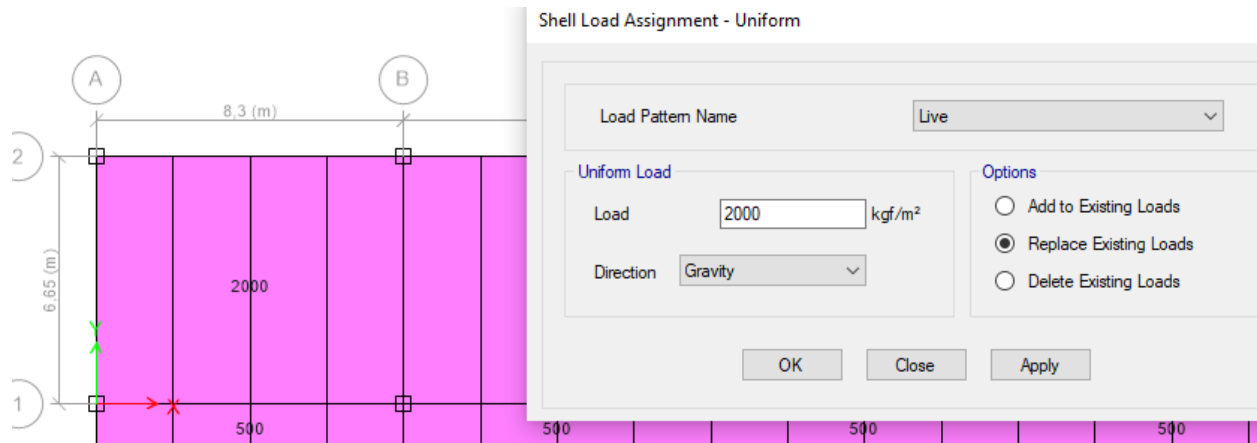 Shell Load Assignment - Uniform
A
B
8,3 (m)
2
6,65 (m)
2000
Y
X
1
500
500
500
500
Load Pattern Name
Live
Uniform Load
Load
2000
kgf/m²
Direction
Gravity
Options
Add to Existing Loads
Replace Existing Loads
Delete Existing Loads
OK
Close
Apply